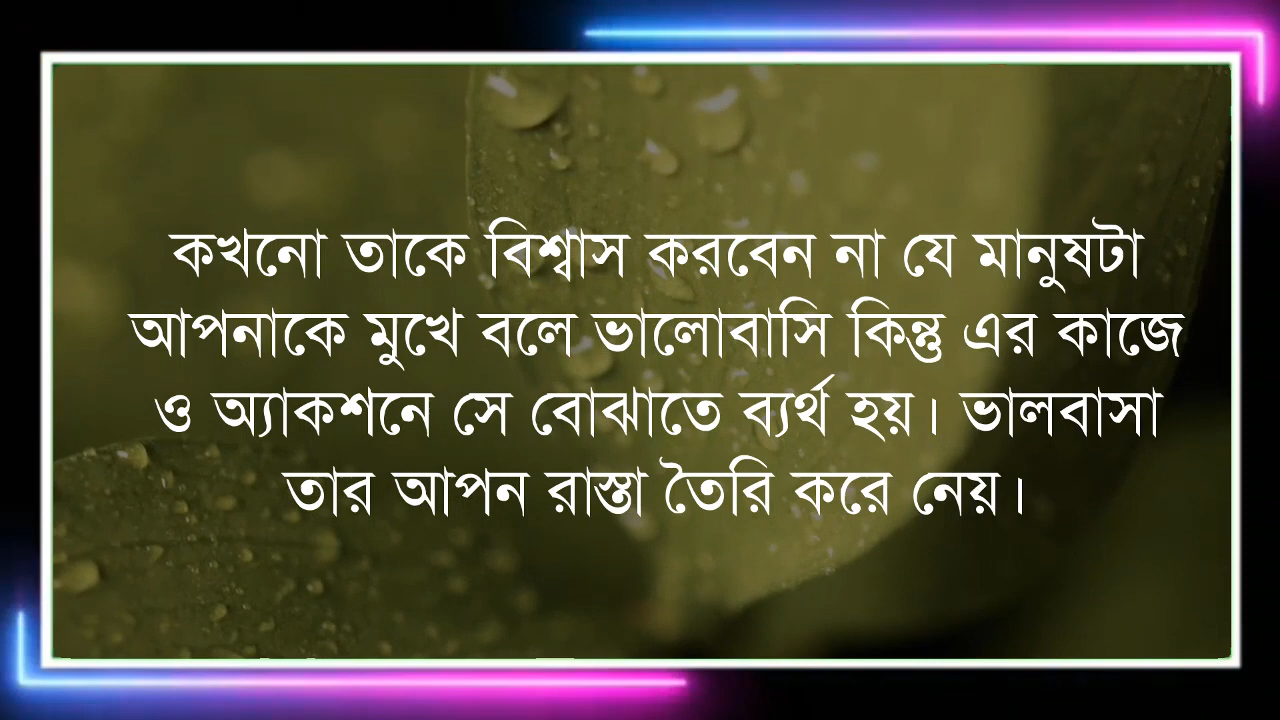 কখনো তাকে বিশ্বাস করবেন না যে মানুষটা
আপনাকে মুখে বলে ভালোবাসি কিন্তু এর কাজে
ও অ্যাকশনে সে বোঝাতে ব্যর্থ হয়। ভালবাসা
তার আপন রাস্তা তৈরি করে নেয়।